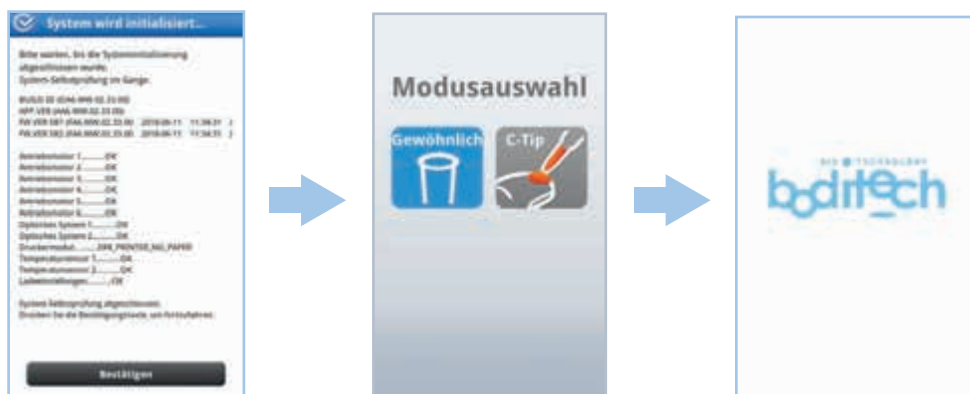 System wird initialisiert...
Bitte warten, bis die Systeminitialisierung
abgeschlossen wurde.
System-Selbstprüfung im Gange.
Antriebsmotor 1.........OK
Antriebsmotor 2.........OK
Antriebsmotor 3.........OK
Antriebsmotor 4.........OK
Antriebsmotor 5.........OK
Antriebsmotor 6.........OK
Optisches System 1.........OK
Optisches System 2.........OK
Temperatursensor 1.........OK
Temperatursensor 2.........OK
System-Selbstprüfung abgeschlossen.
Drücken Sie die Bestätigungstaste, um fortzufahren.
Bestätigen
Modusauswahl
Gewöhnlich
C-Tip
boditech